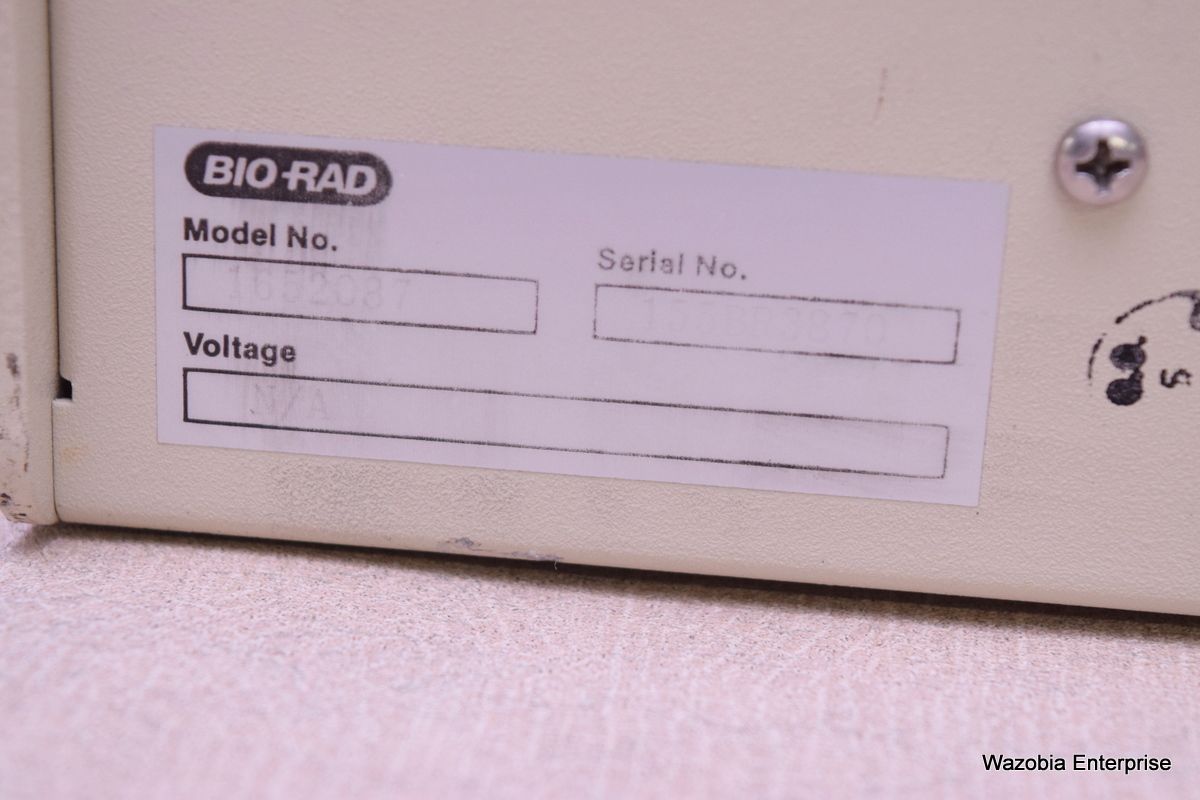 BIO-RAD
Model No.
1652087
Serial No.
Voltage
N/A
Wazobia Enterprise